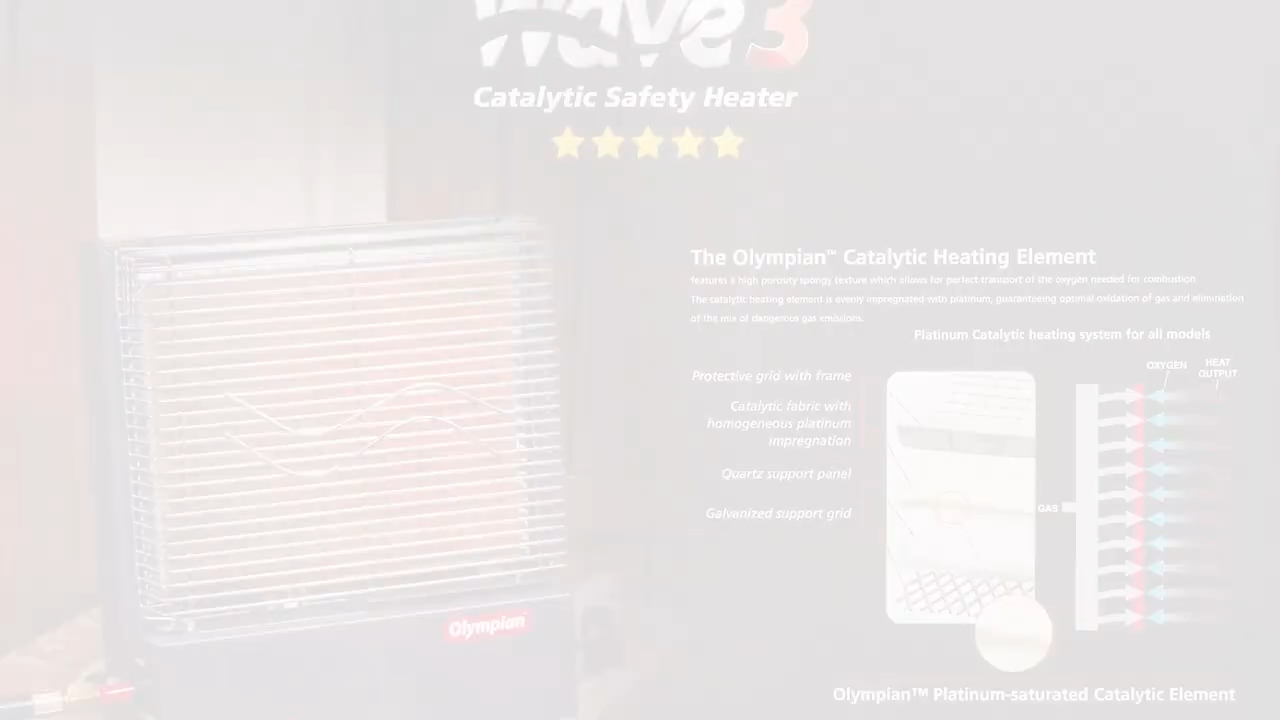 Wave 3
Catalytic Safety Heater
The Olympian™ Catalytic Heating Element
features a high porosity spongy texture which allows for perfect transport of the oxygen needed for combustion
The catalytic heating element is evenly impregnated with platinum, guaranteeing optimal oxidation of gas and elimination
of the mix of dangerous gas emissions.
Platinum Catalytic heating system for all models
OXYGEN
HEAT
OUTPUT
Protective grid with frame
Catalytic fabric with
homogeneous platinum
impregnation
Quartz support panel
Galvanized support grid
GAS
Olympian
Olympian™ Platinum-saturated Catalytic Element